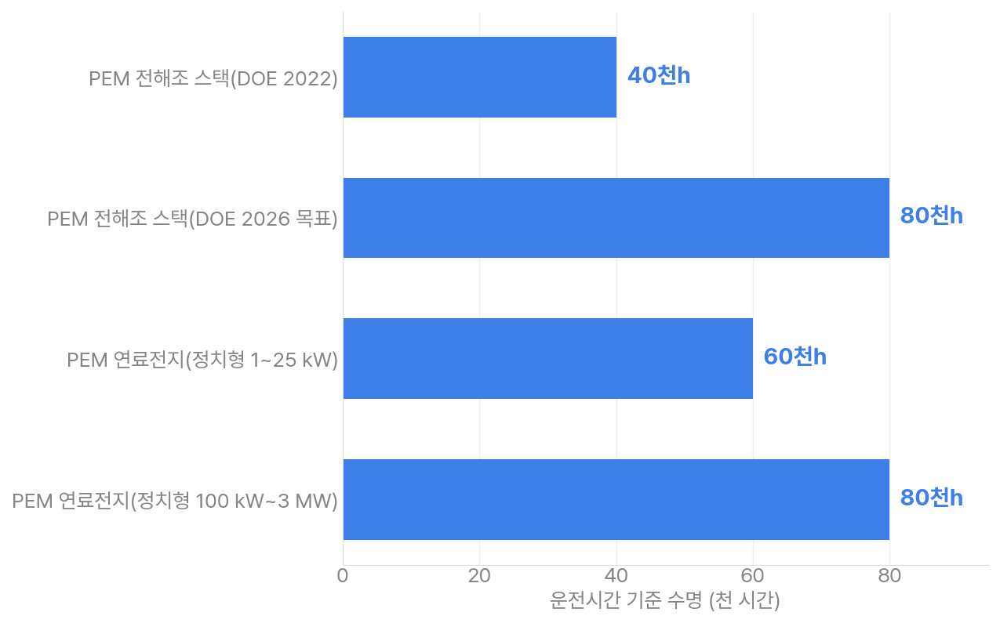 PEM 전해조 스택(DOE 2022)
40천h
PEM 전해조 스택(DOE 2026 목표)
80천h
PEM 연료전지(정치형 1~25 kW)
60천h
PEM 연료전지(정치형 100 kW~3 MW)
80천h
0 20 40 60 80
운전시간 기준 수명 (천 시간)